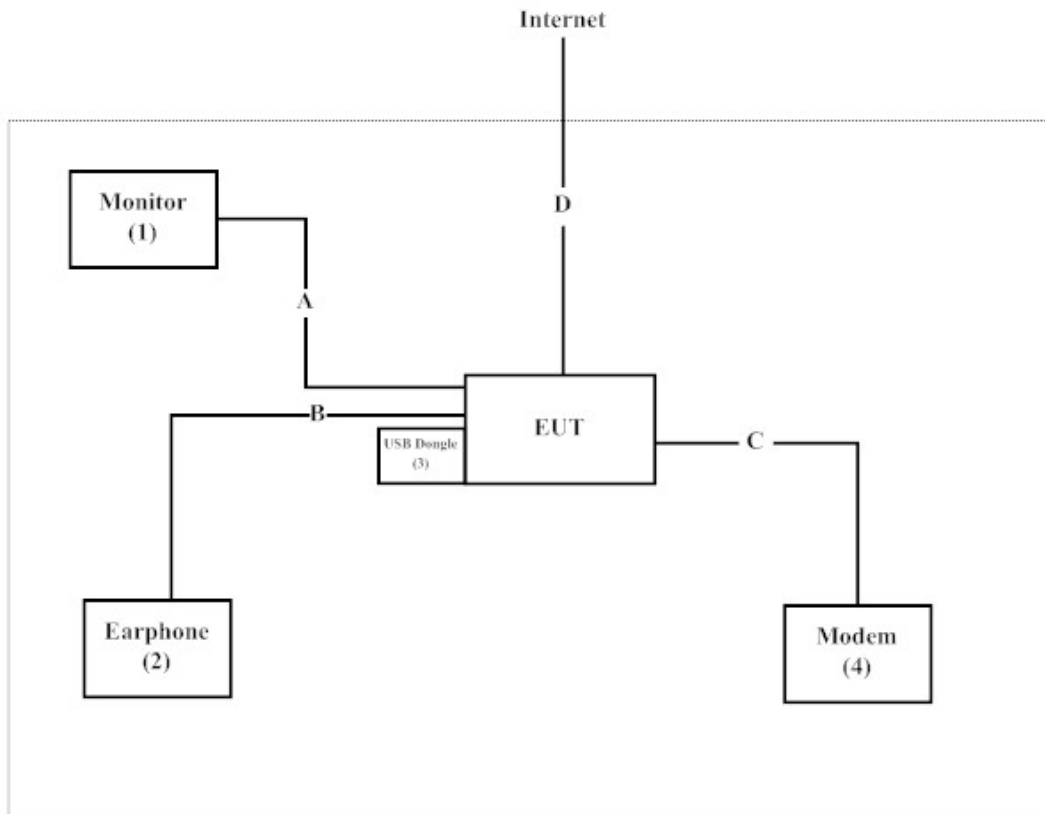 Internet
Monitor
(1)
D
A
B
USB Dongle
(3)
EUT
C
Earphone
(2)
Modem
(4)